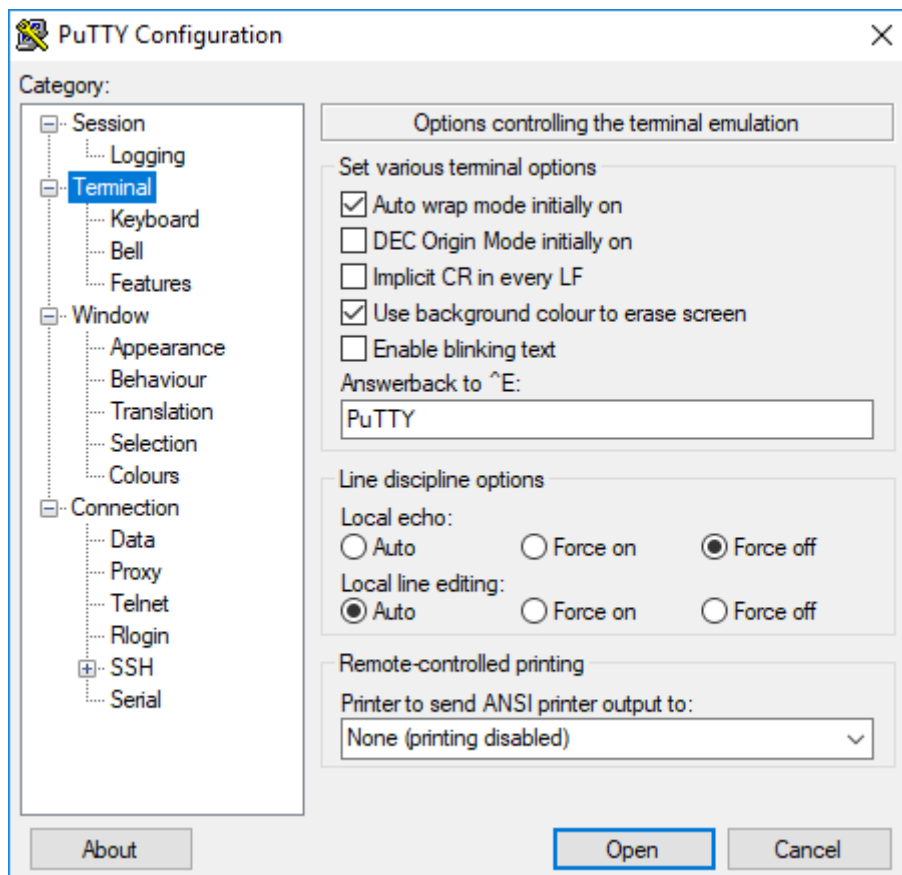 PuTTY Configuration
Category:
Session
Logging
Terminal
Keyboard
Bell
Features
Window
Appearance
Behaviour
Translation
Selection
Colours
Connection
Data
Proxy
Telnet
Rlogin
SSH
Serial
Options controlling the terminal emulation
Set various terminal options
Auto wrap mode initially on
DEC Origin Mode initially on
Implicit CR in every LF
Use background colour to erase screen
Enable blinking text
Answerback to ^E:
PuTTY
Line discipline options
Local echo:
Auto Force on Force off
Local line editing:
Auto Force on Force off
Remote-controlled printing
Printer to send ANSI printer output to:
None (printing disabled)
About Open Cancel